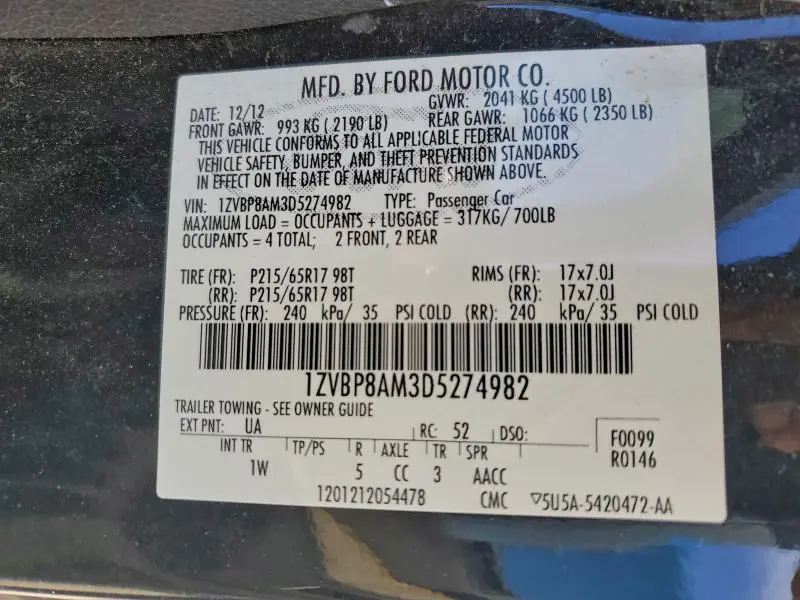 MFD. BY FORD MOTOR CO.
DATE: 12/12 GVWR: 2041 KG ( 4500 LB)
FRONT GAWR: 993 KG ( 2190 LB) REAR GAWR: 1066 KG ( 2350 LB)
THIS VEHICLE CONFORMS TO ALL APPLICABLE FEDERAL MOTOR
VEHICLE SAFETY, BUMPER, AND THEFT PREVENTION STANDARDS
IN EFFECT ON THE DATE OF MANUFACTURE SHOWN ABOVE.
VIN: 1ZVBP8AM3D5274982 TYPE: Passenger Car
MAXIMUM LOAD = OCCUPANTS + LUGGAGE = 317KG/ 700LB
OCCUPANTS = 4 TOTAL; 2 FRONT, 2 REAR
TIRE (FR): P215/65R17 98T RIMS (FR): 17x7.0J
(RR): P215/65R17 98T (RR): 17x7.0J
PRESSURE (FR): 240 kPa/ 35 PSI COLD (RR): 240 kPa/ 35 PSI COLD
1ZVBP8AM3D5274982
TRAILER TOWING - SEE OWNER GUIDE
EXT PNT: UA RC: 52 DSO: F0099
INT TR TP/PS R AXLE TR SPR R0146
1W 5 CC 3 AACC
1201212054478 CMC ▽5U5A-5420472-AA